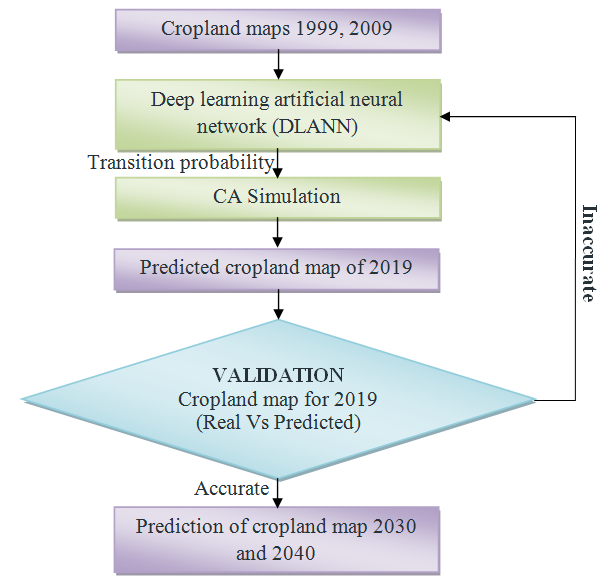 Cropland maps 1999, 2009
Deep learning artificial neural
network (DLANN)
Transition probability
CA Simulation
Predicted cropland map of 2019
VALIDATION
Cropland map for 2019
(Real Vs Predicted)
Inaccurate
Accurate
Prediction of cropland map 2030
and 2040